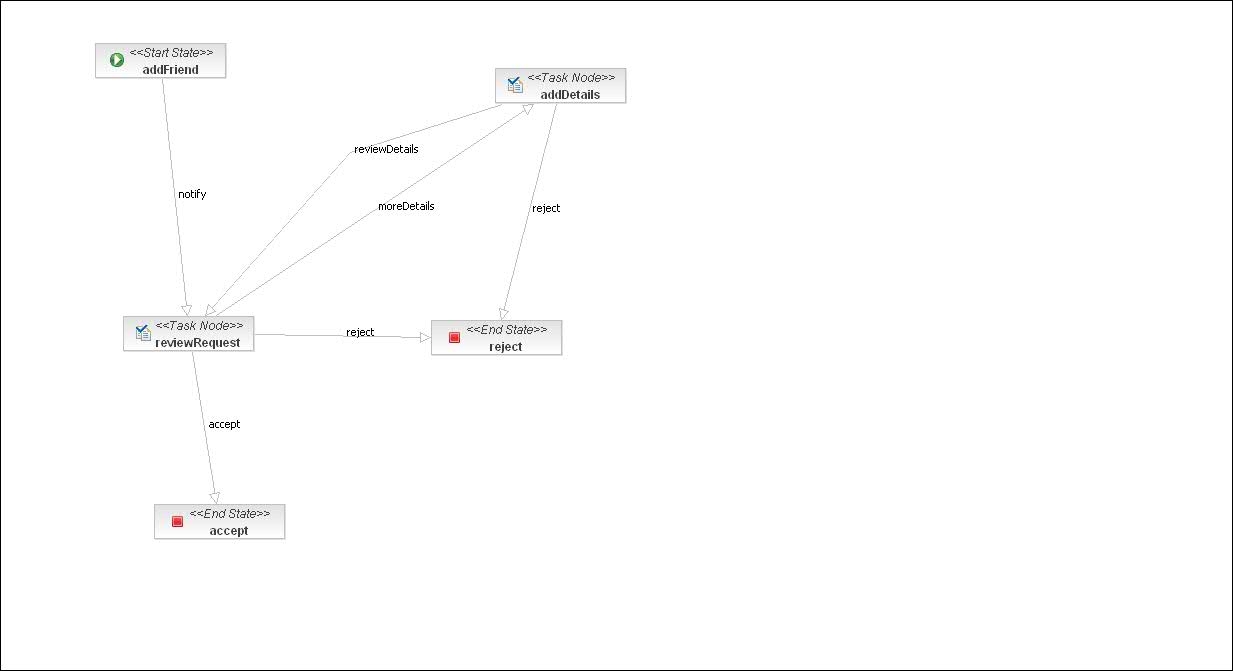 <<Start State>>
addFriend
<<Task Node>>
addDetails
reviewDetails
notify
moreDetails
reject
<<Task Node>>
reviewRequest
reject
<<End State>>
reject
accept
<<End State>>
accept